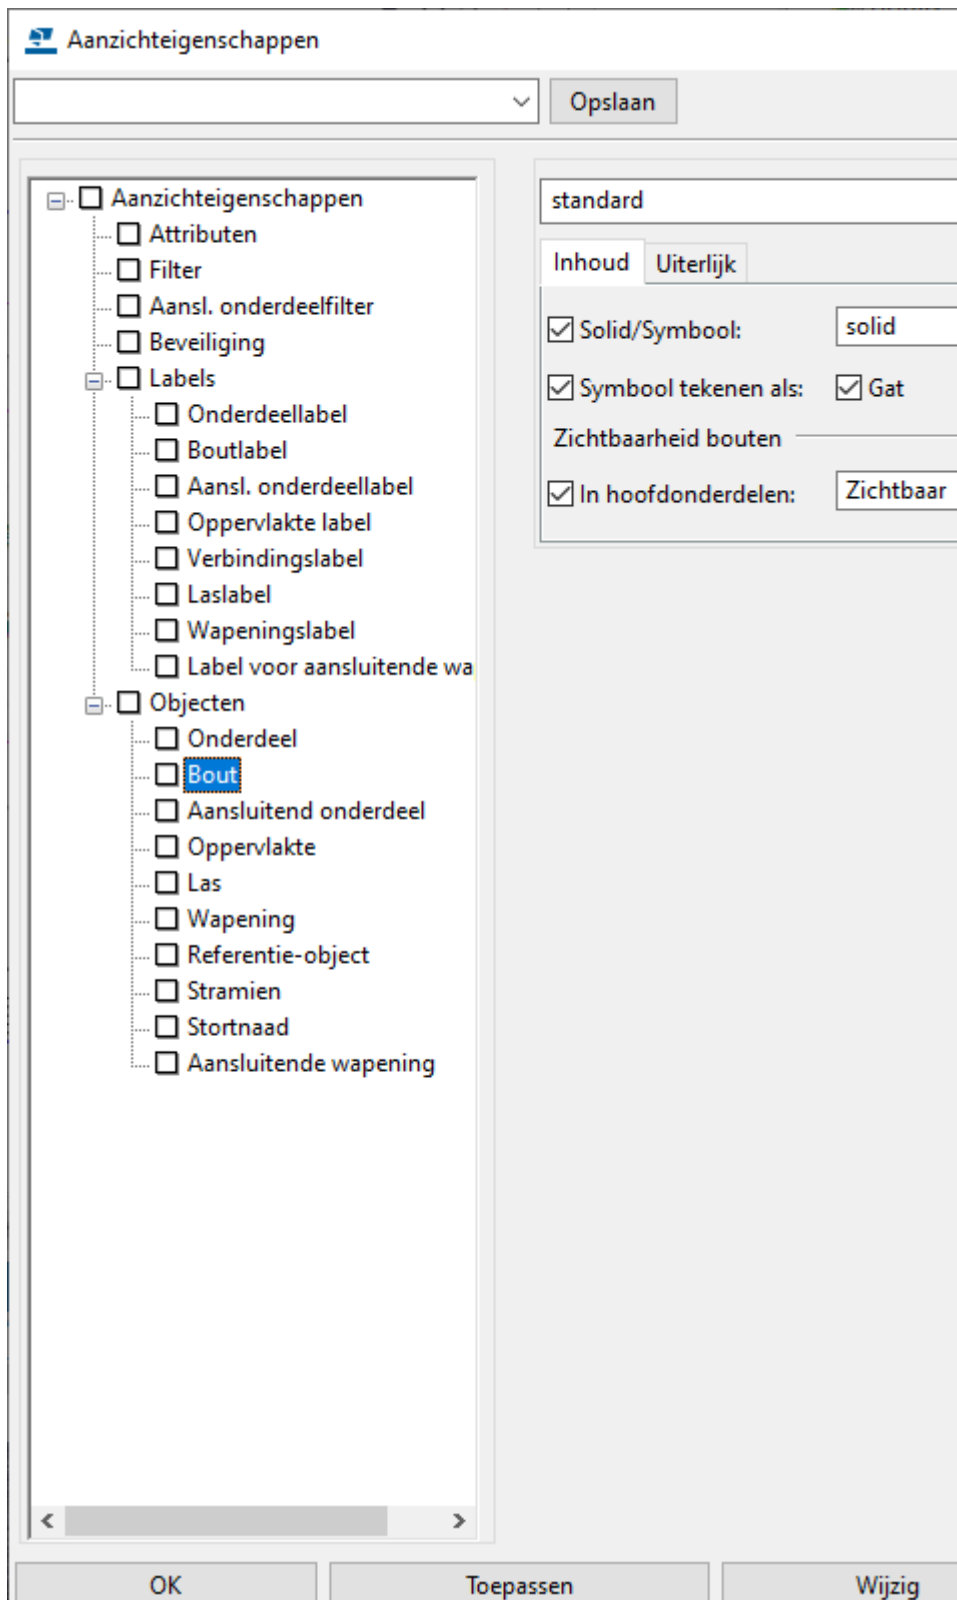 Aanzichteigenschappen
Opslaan
Aanzichteigenschappen
Attributen
Filter
Aansl. onderdeelfilter
Beveiliging
Labels
Onderdeellabel
Boutlabel
Aansl. onderdeellabel
Oppervlakte label
Verbindingslabel
Laslabel
Wapeningslabel
Label voor aansluitende wa
Objecten
Onderdeel
Bout
Aansluitend onderdeel
Oppervlakte
Las
Wapening
Referentie-object
Stramien
Stortnaad
Aansluitende wapening
standard
Inhoud Uiterlijk
Solid/Symbool: solid
Symbool tekenen als: Gat
Zichtbaarheid bouten
In hoofdonderdelen: Zichtbaar
OK Toepassen Wijzig